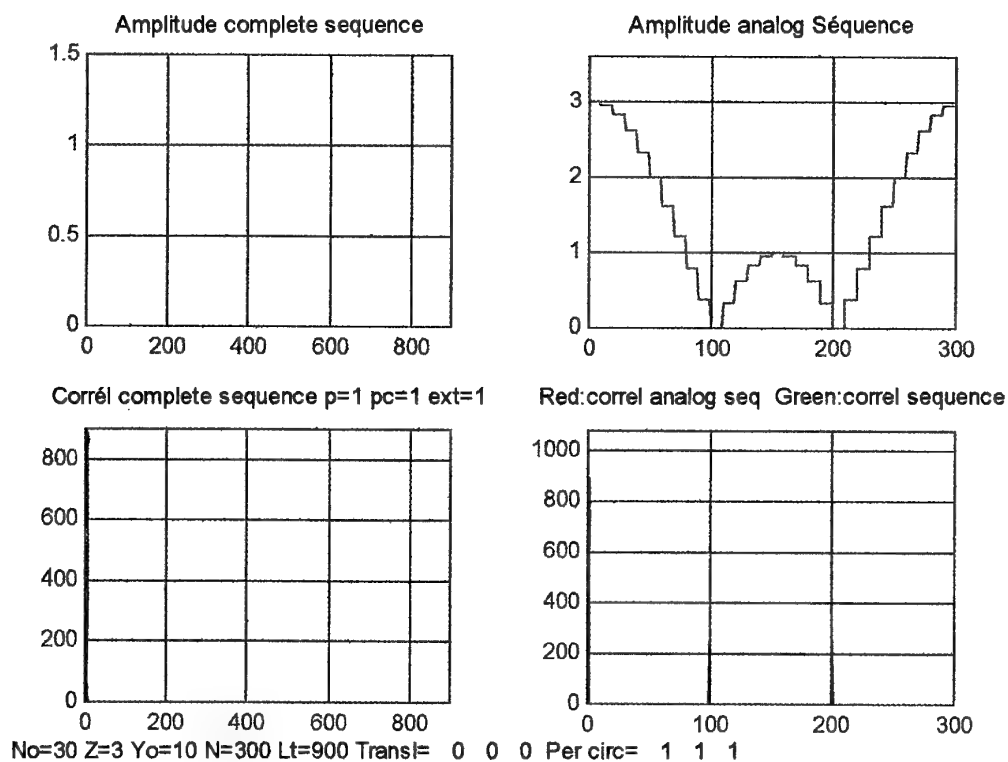 Amplitude complete sequence
1.5
1
0.5
0
0 200 400 600 800
Amplitude analog Séquence
3
2
1
0
0 100 200 300
Corrél complete sequence p=1 pc=1 ext=1
800
600
400
200
0
0 200 400 600 800
Red:correl analog seq Green:correl sequence
1000
800
600
400
200
0
0 100 200 300
No=30 Z=3 Yo=10 N=300 Lt=900 Transl= 0 0 0 Per circ= 1 1 1